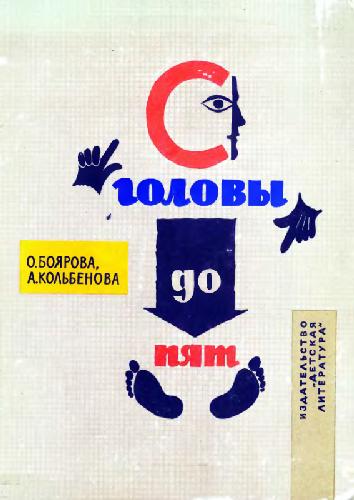 С
головы
до
пят
О.БОЯРОВА,
А.КОЛЬБЕНОВА
ИЗДАТЕЛЬСТВО
„ДЕТСКАЯ
ЛИТЕРАТУРА“